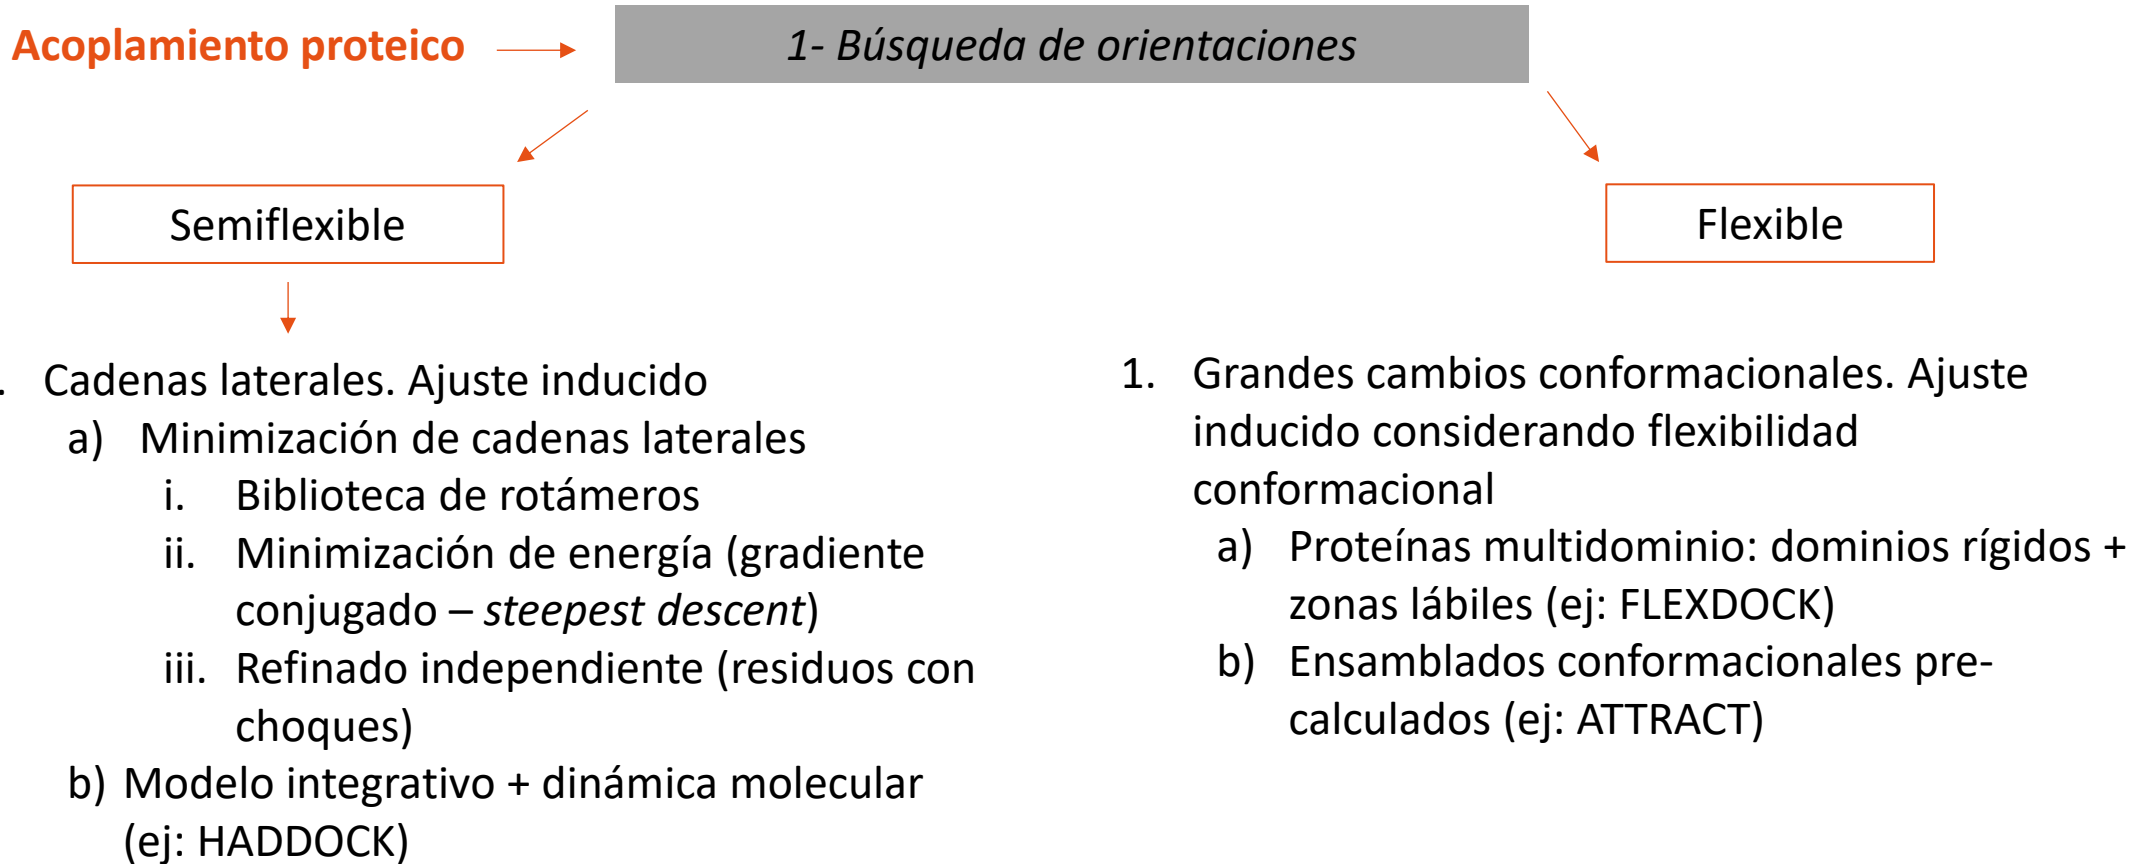 Acoplamiento proteico
1- Búsqueda de orientaciones
Semiflexible
Flexible
. Cadenas laterales. Ajuste inducido
a) Minimización de cadenas laterales
i. Biblioteca de rotámeros
ii. Minimización de energía (gradiente
conjugado – steepest descent)
iii. Refinado independiente (residuos con
choques)
b) Modelo integrativo + dinámica molecular
(ej: HADDOCK)
1. Grandes cambios conformacionales. Ajuste
inducido considerando flexibilidad
conformacional
a) Proteínas multidominio: dominios rígidos +
zonas lábiles (ej: FLEXDOCK)
b) Ensamblados conformacionales pre-
calculados (ej: ATTRACT)